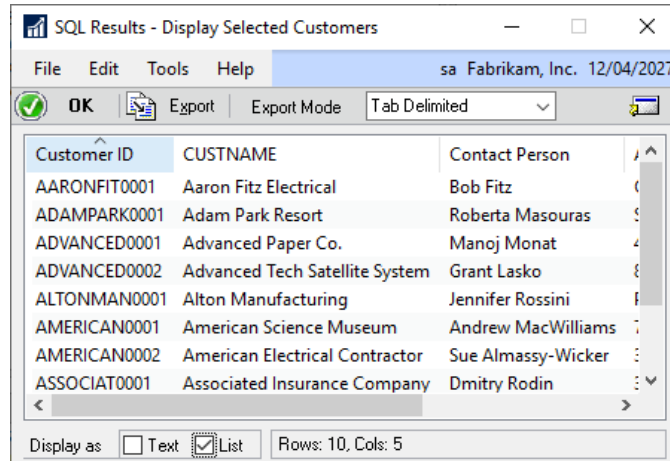 SQL Results - Display Selected Customers
File Edit Tools Help sa Fabrikam, Inc. 12/04/2027
OK Export Export Mode Tab Delimited
Customer ID CUSTNAME Contact Person
AARONFIT0001 Aaron Fitz Electrical Bob Fitz
ADAMPARK0001 Adam Park Resort Roberta Masouras
ADVANCED0001 Advanced Paper Co. Manoj Monat
ADVANCED0002 Advanced Tech Satellite System Grant Lasko
ALTONMAN0001 Alton Manufacturing Jennifer Rossini
AMERICAN0001 American Science Museum Andrew MacWilliams
AMERICAN0002 American Electrical Contractor Sue Almassy-Wicker
ASSOCIAT0001 Associated Insurance Company Dmitry Rodin
Display as Text List Rows: 10, Cols: 5